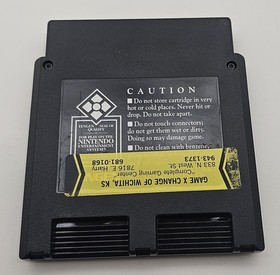 CAUTION
■ Do not store cartridge in very
hot or cold places. Never hit or
drop. Do not take apart.
■ Do not touch connectors;
do not get them wet or dirty.
Doing so may damage game.
■ Do not clean with benzene,
TENGEN SEAL OF
QUALITY
FOR PLAY ON THE
NINTENDO
ENTERTAINMENT
SYSTEM
GAME X CHANGE OF WICHITA, KS
"Complete Gaming Center"
833 N. West St.
943-1373
7816 E. Harry
681-0168